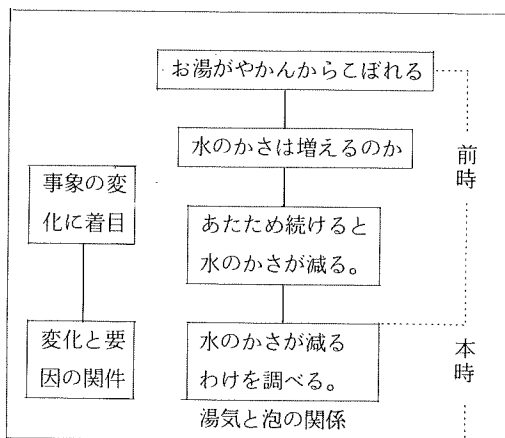 お湯がやかんからこぼれる
水のかさは増えるのか
前時
事象の変
化に着目
あたため続けると
水のかさが減る。
変化と要
因の関件
水のかさが減る
わけを調べる。
本時
湯気と泡の関係